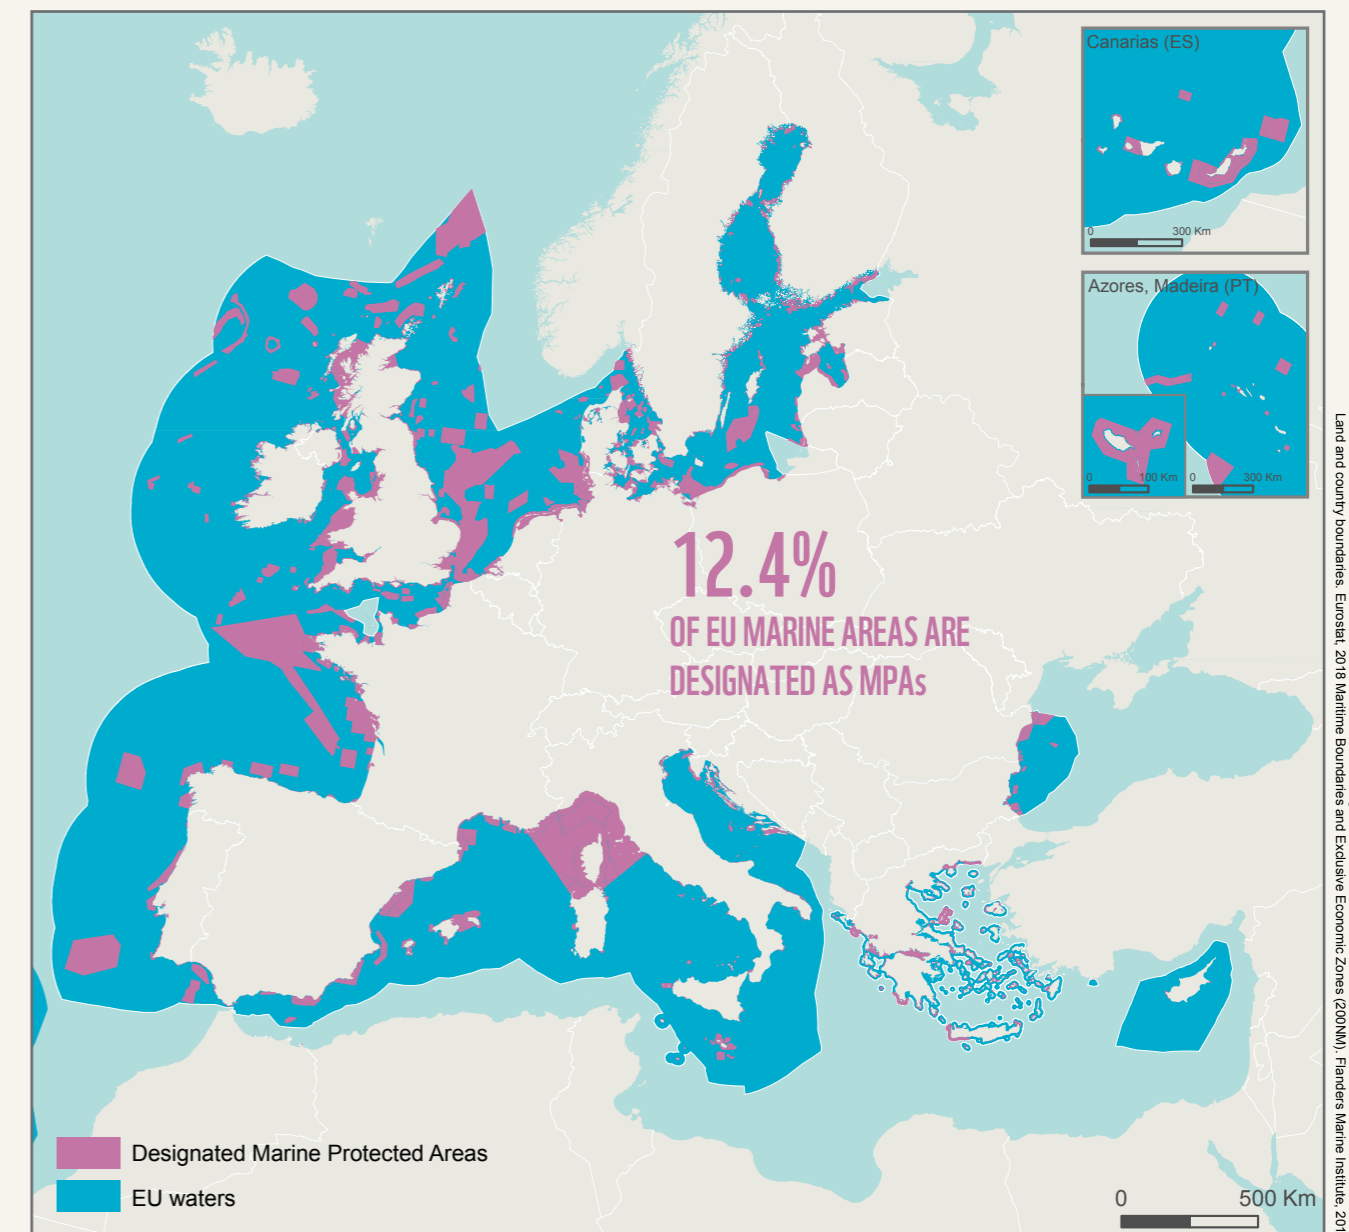 Canarias (ES)
0 300 Km
Azores, Madeira (PT)
0 100 Km 0 300 Km
12.4%
OF EU MARINE AREAS ARE
DESIGNATED AS MPAs
Designated Marine Protected Areas
EU waters
0 500 Km
Land and country boundaries. Eurostat, 2018 Maritime Boundaries and Exclusive Economic Zones (200NM). Flanders Marine Institute, 201